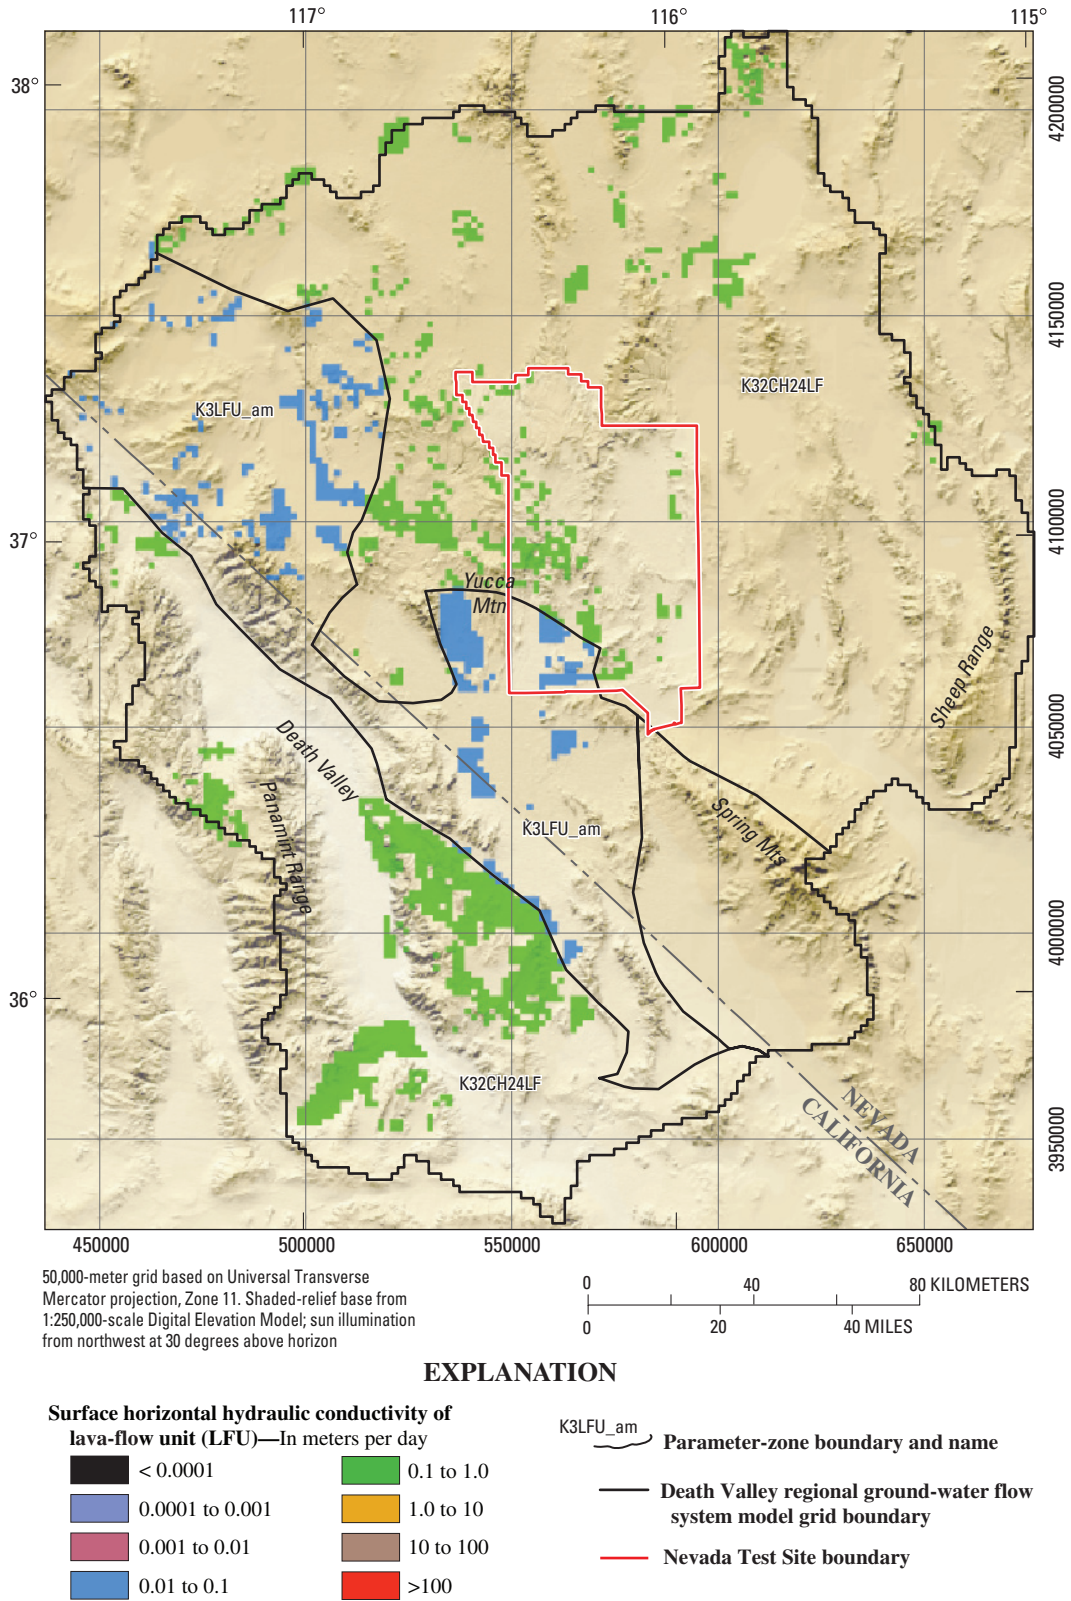 117°
116°
115°
38°
4200000
4150000
K32CH24LF
K3LFU_am
37°
4100000
Yucca
Mtn
Sheep Range
4050000
Death Valley
Panamint Range
K3LFU_am
Spring Mts
4000000
36°
K32CH24LF
NEVADA
CALIFORNIA
3950000
450000
500000
550000
600000
650000
50,000-meter grid based on Universal Transverse
Mercator projection, Zone 11. Shaded-relief base from
1:250,000-scale Digital Elevation Model; sun illumination
from northwest at 30 degrees above horizon
0 40 80 KILOMETERS
0 20 40 MILES
EXPLANATION
Surface horizontal hydraulic conductivity of
lava-flow unit (LFU)—In meters per day
< 0.0001
0.0001 to 0.001
0.001 to 0.01
0.01 to 0.1
0.1 to 1.0
1.0 to 10
10 to 100
>100
K3LFU_am
Parameter-zone boundary and name
Death Valley regional ground-water flow
system model grid boundary
Nevada Test Site boundary